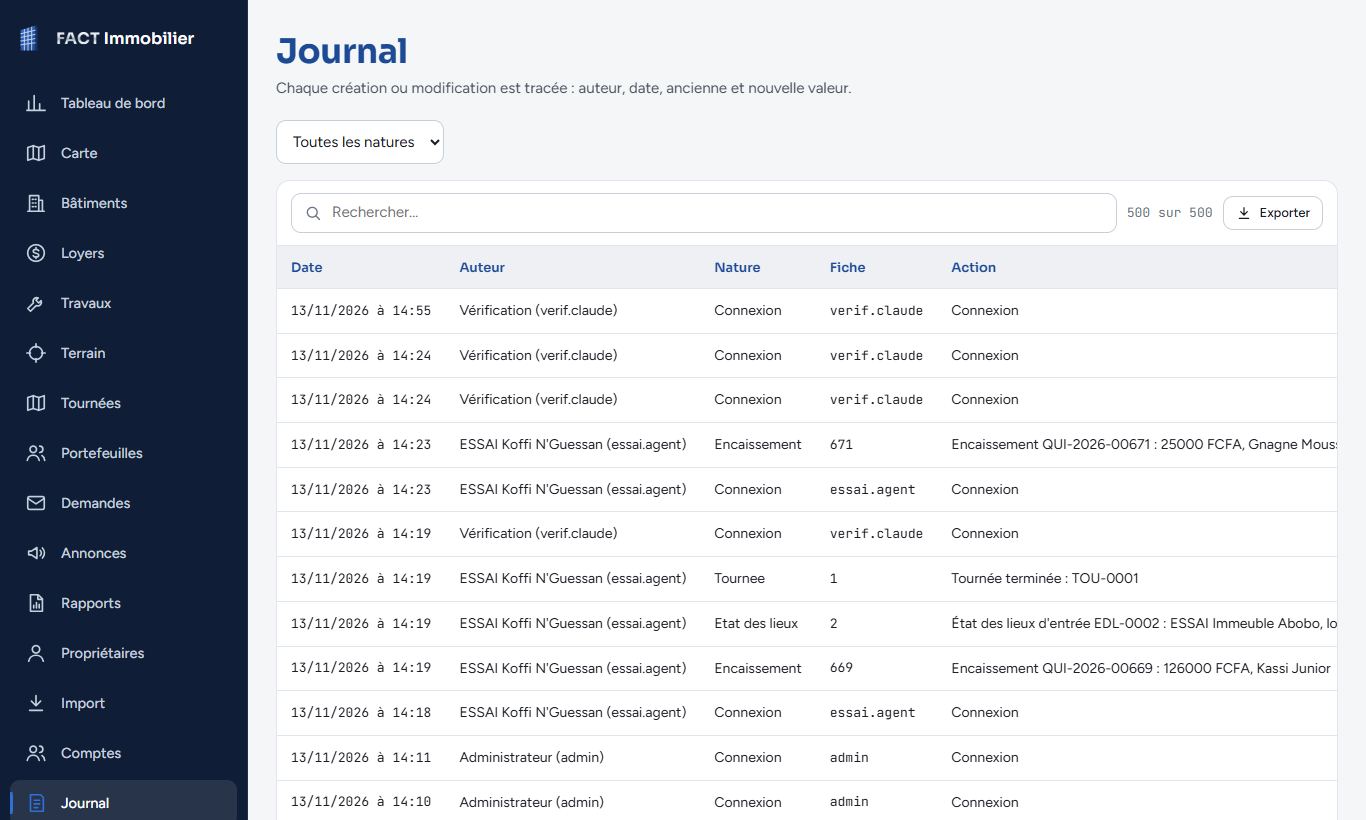 FACT Immobilier
Tableau de bord
Carte
Bâtiments
Loyers
Travaux
Terrain
Tournées
Portefeuilles
Demandes
Annonces
Rapports
Propriétaires
Import
Comptes
Journal
Journal
Chaque création ou modification est tracée : auteur, date, ancienne et nouvelle valeur.
Toutes les natures
Rechercher... 500 sur 500 Exporter
Date Auteur Nature Fiche Action
13/11/2026 à 14:55 Vérification (verif.claude) Connexion verif.claude Connexion
13/11/2026 à 14:24 Vérification (verif.claude) Connexion verif.claude Connexion
13/11/2026 à 14:24 Vérification (verif.claude) Connexion verif.claude Connexion
13/11/2026 à 14:23 ESSAI Koffi N'Guessan (essai.agent) Encaissement 671 Encaissement QUI-2026-00671 : 25000 FCFA, Gnagne Mous
13/11/2026 à 14:23 ESSAI Koffi N'Guessan (essai.agent) Connexion essai.agent Connexion
13/11/2026 à 14:19 Vérification (verif.claude) Connexion verif.claude Connexion
13/11/2026 à 14:19 ESSAI Koffi N'Guessan (essai.agent) Tournee 1 Tournée terminée : TOU-0001
13/11/2026 à 14:19 ESSAI Koffi N'Guessan (essai.agent) Etat des lieux 2 État des lieux d'entrée EDL-0002 : ESSAI Immeuble Abobo, lo
13/11/2026 à 14:19 ESSAI Koffi N'Guessan (essai.agent) Encaissement 669 Encaissement QUI-2026-00669 : 126000 FCFA, Kassi Junior
13/11/2026 à 14:18 ESSAI Koffi N'Guessan (essai.agent) Connexion essai.agent Connexion
13/11/2026 à 14:11 Administrateur (admin) Connexion admin Connexion
13/11/2026 à 14:10 Administrateur (admin) Connexion admin Connexion